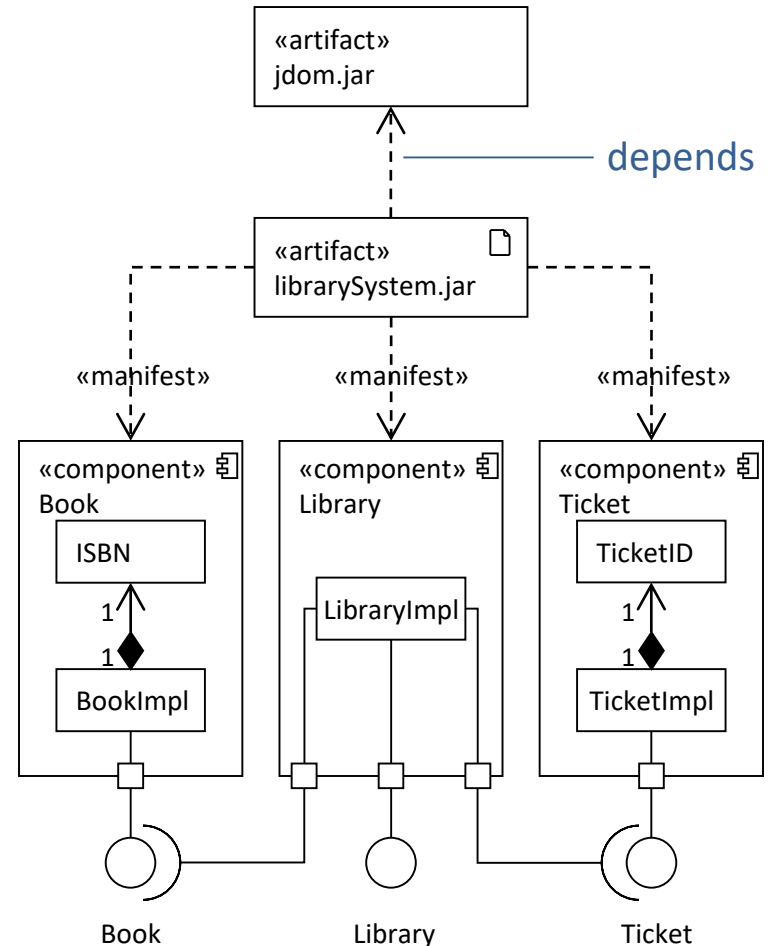 «artifact»
jdom.jar
depends
«artifact»
librarySystem.jar
«manifest» «manifest» «manifest»
«component»
Book
ISBN
1
1
BookImpl
«component»
Library
LibraryImpl
«component»
Ticket
TicketID
1
1
TicketImpl
Book Library Ticket